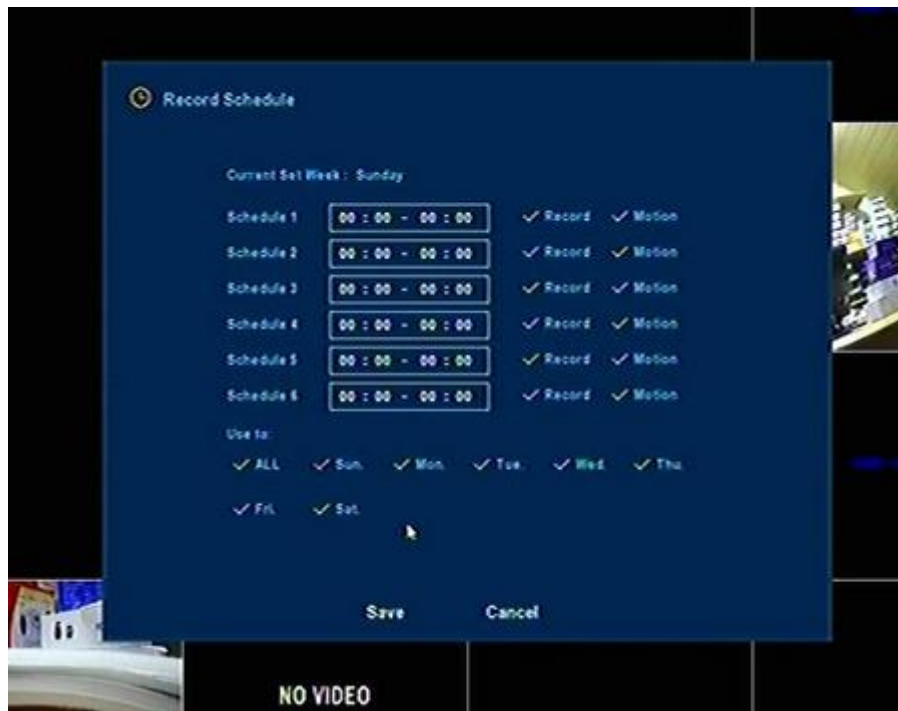 Record Schedule
Current Set Week : Sunday
Schedule 1 00 : 00 - 00 : 00 Record Motion
Schedule 2 00 : 00 - 00 : 00 Record Motion
Schedule 3 00 : 00 - 00 : 00 Record Motion
Schedule 4 00 : 00 - 00 : 00 Record Motion
Schedule 5 00 : 00 - 00 : 00 Record Motion
Schedule 6 00 : 00 - 00 : 00 Record Motion
Use to:
ALL Sun. Mon. Tue. Wed. Thu.
Fri. Sat.
Save Cancel
NO VIDEO